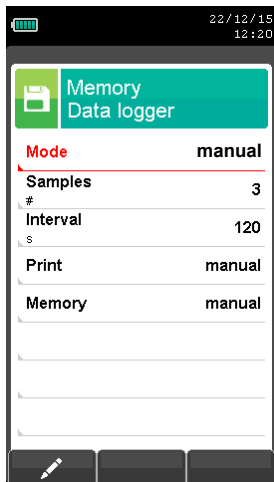 22/12/15
12:20
Memory
Data logger
Mode manual
Samples 3
#
Interval 120
s
Print manual
Memory manual